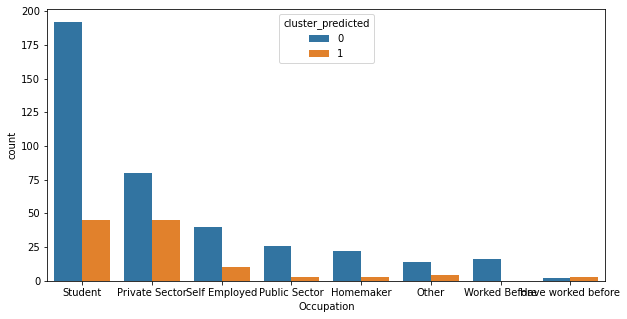 cluster_predicted
0
1
200
175
150
125
100
75
50
25
0
count
Student Private Sector Self Employed Public Sector Homemaker Other Worked Before Have worked before
Occupation